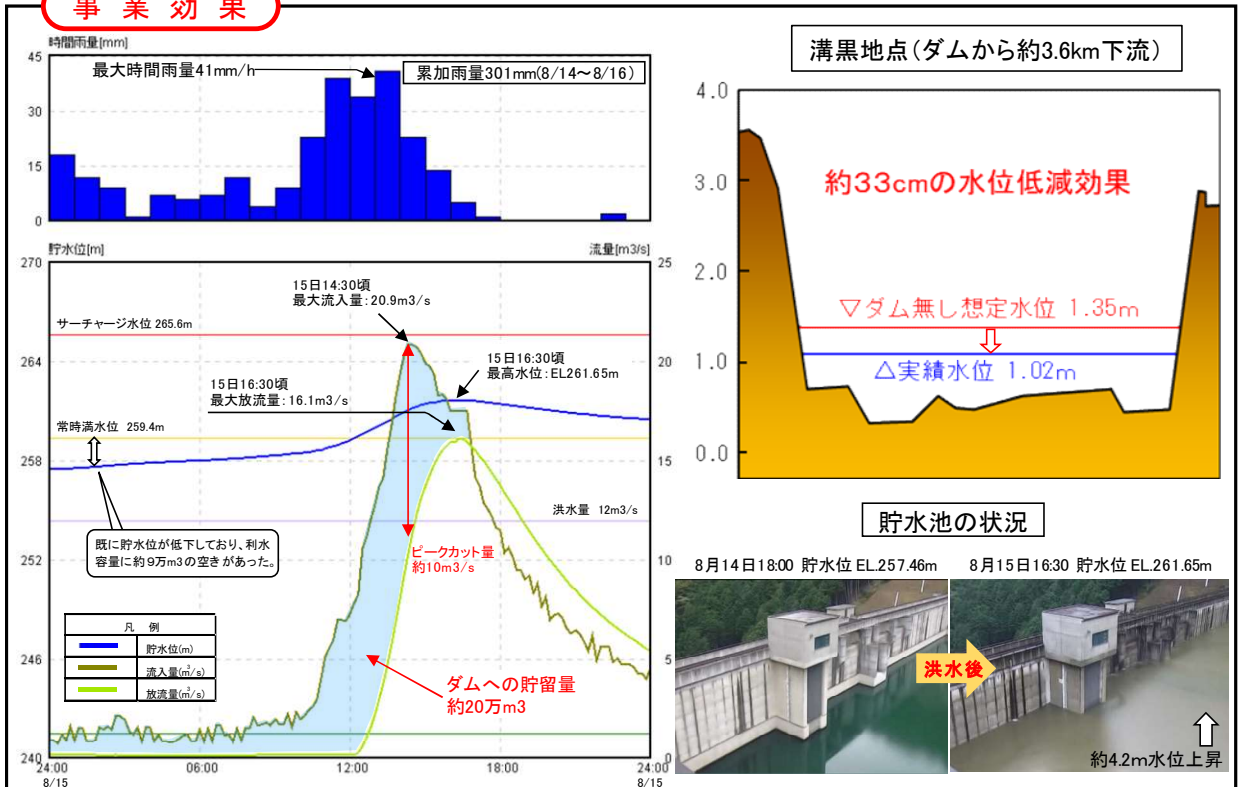 事業効果
時間雨量[mm]
45
30
15
0
最大時間雨量41mm/h
累加雨量301mm(8/14～8/16)
貯水位[m]
流量[m3/s]
270
264
258
252
246
240
25
20
15
10
5
0
15日14:30頃
最大流入量：20.9m3/s
サーチャージ水位 265.6m
15日16:30頃
最高水位：EL261.65m
15日16:30頃
最大放流量：16.1m3/s
常時満水位 259.4m
洪水量 12m3/s
既に貯水位が低下しており、利水
容量に約9万m3の空きがあった。
ピークカット量
約10m3/s
凡 例
貯水位(m)
流入量(m³/s)
放流量(m³/s)
ダムへの貯留量
約20万m3
24:00
8/15
06:00
12:00
18:00
24:00
8/15
溝黒地点(ダムから約3.6km下流)
4.0
3.0
2.0
1.0
0.0
約33cmの水位低減効果
▽ダム無し想定水位 1.35m
△実績水位 1.02m
貯水池の状況
8月14日18:00 貯水位 EL.257.46m
8月15日16:30 貯水位 EL.261.65m
洪水後
約4.2m水位上昇